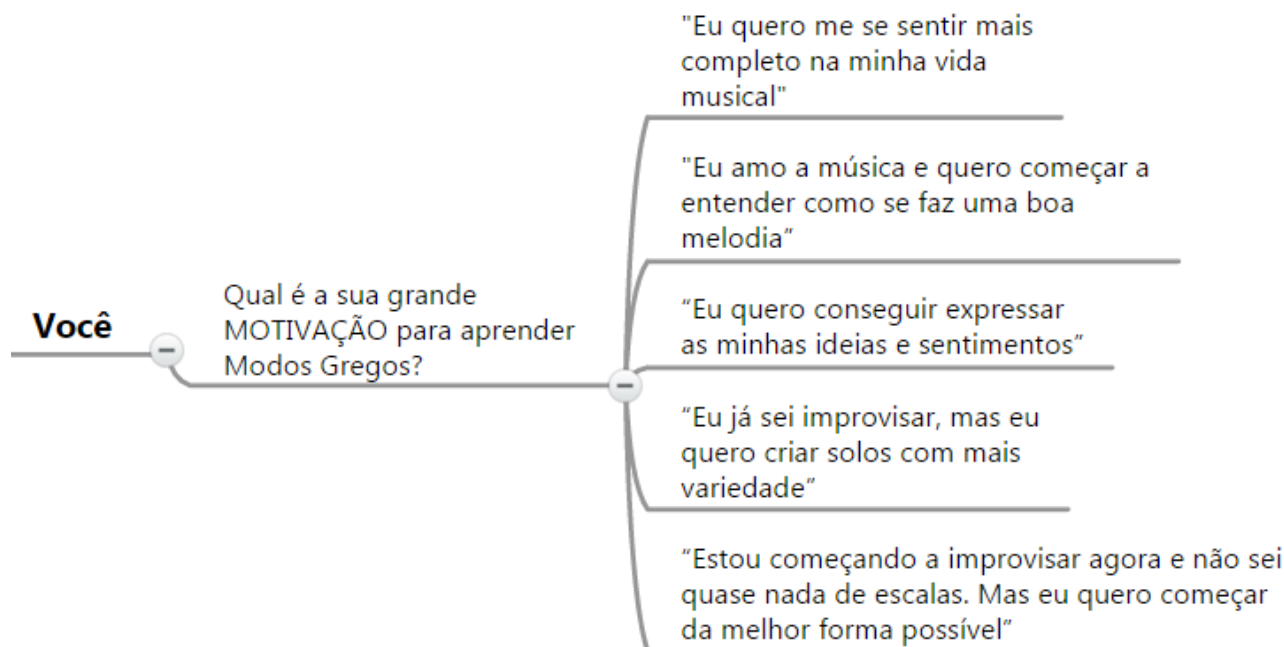 Você
Qual é a sua grande
MOTIVAÇÃO para aprender
Modos Gregos?
"Eu quero me se sentir mais
completo na minha vida
musical"
"Eu amo a música e quero começar a
entender como se faz uma boa
melodia”
“Eu quero conseguir expressar
as minhas ideias e sentimentos”
“Eu já sei improvisar, mas eu
quero criar solos com mais
variedade”
“Estou começando a improvisar agora e não sei
quase nada de escalas. Mas eu quero começar
da melhor forma possível”